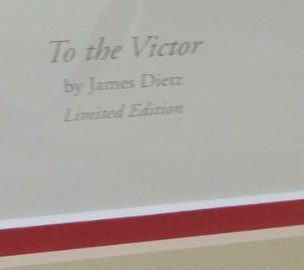 To the Victor
by James Dietz
Limited Edition